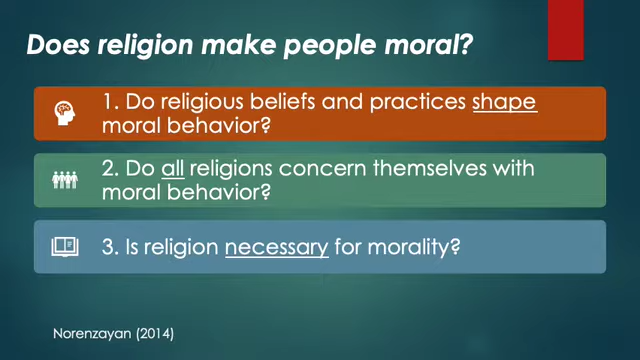 Does religion make people moral?
1. Do religious beliefs and practices shape
moral behavior?
2. Do all religions concern themselves with
moral behavior?
3. Is religion necessary for morality?
Norenzayan (2014)